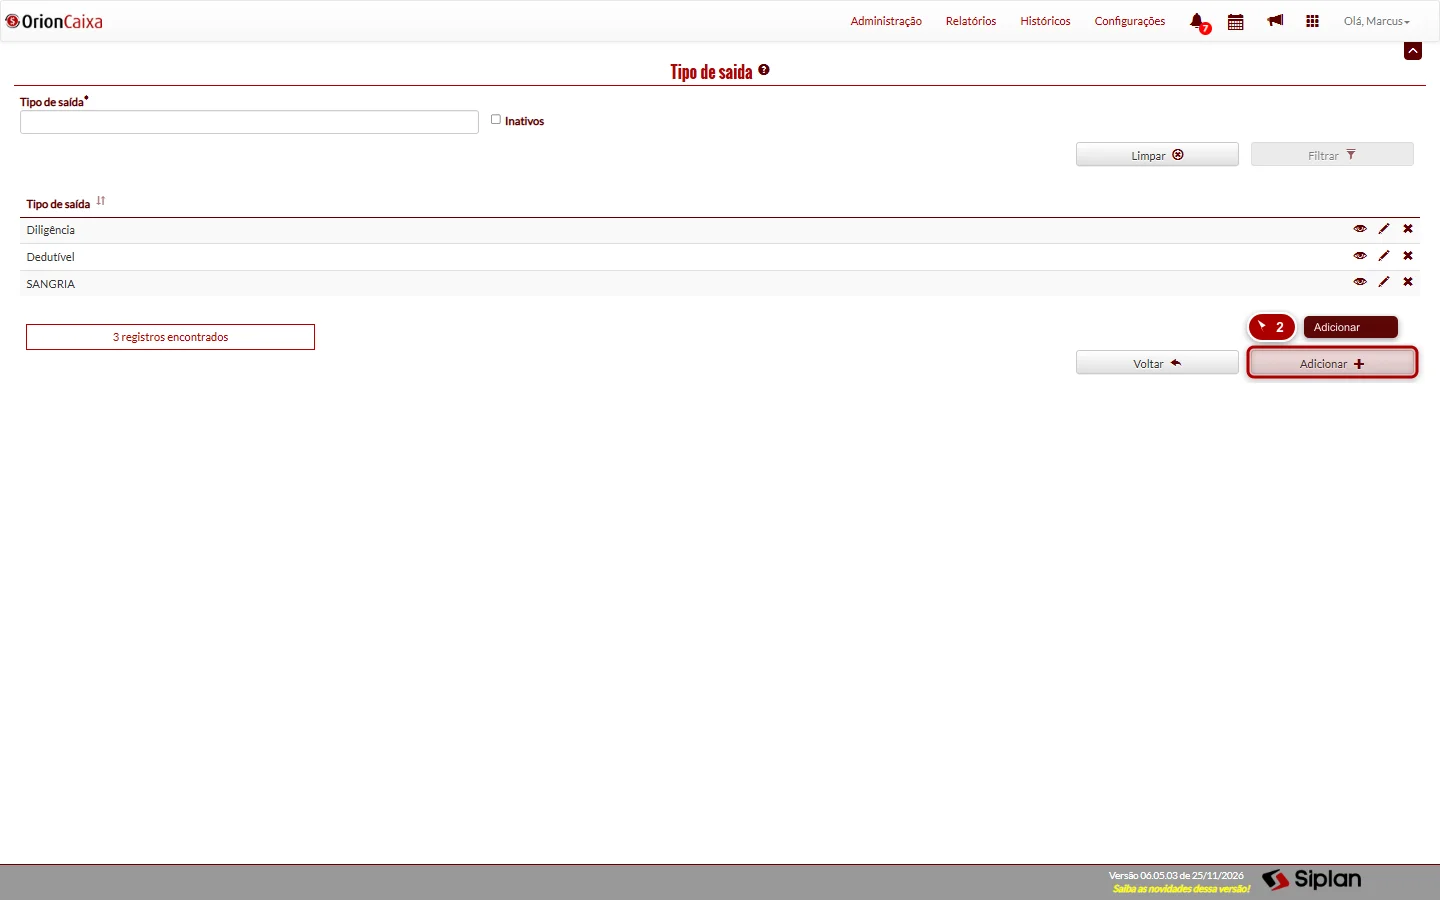 OrionCaixa
Administração Relatórios Históricos Configurações 7 Olá, Marcus
Tipo de saida
Tipo de saída*
Inativos
Limpar Filtrar
Tipo de saída
Diligência
Dedutível
SANGRIA
3 registros encontrados
2 Adicionar
Voltar Adicionar
Versão 06.05.03 de 25/11/2026
Saiba as novidades dessa versão!
Siplan